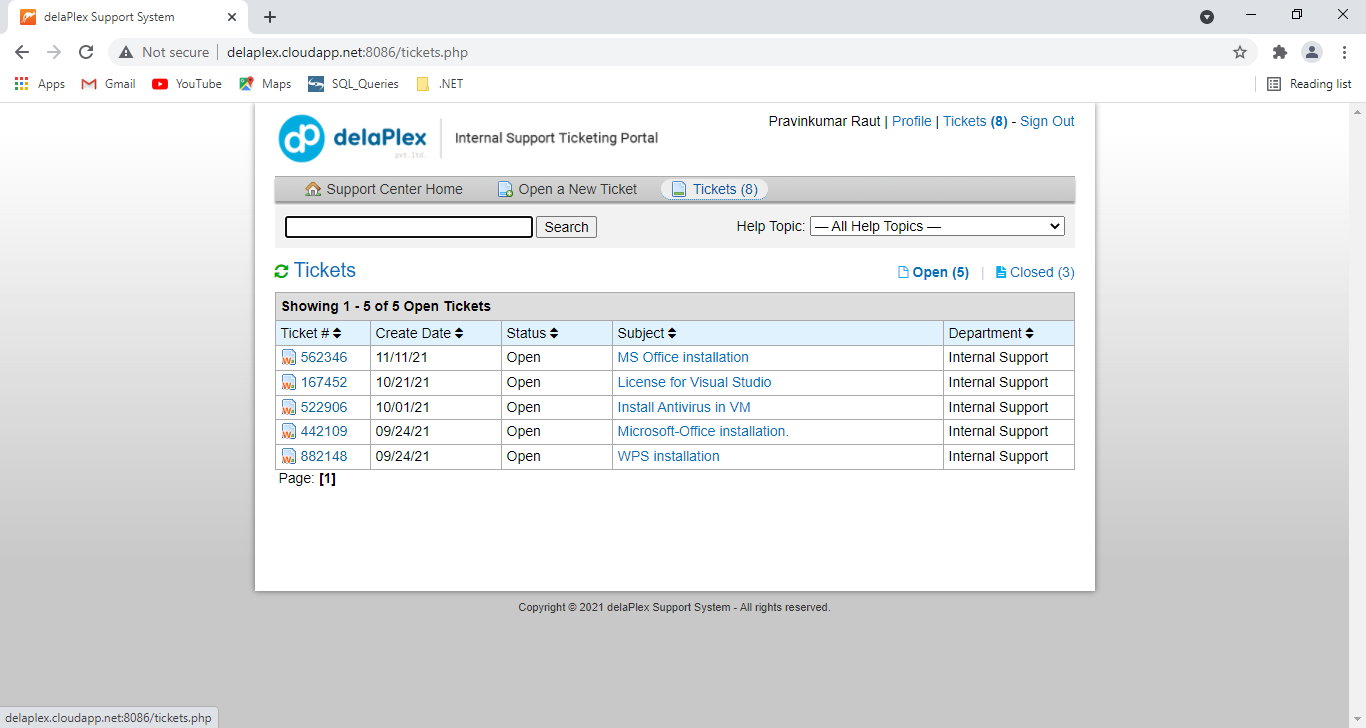 delaPlex Support System
Not secure delaplex.cloudapp.net:8086/tickets.php
Apps Gmail YouTube Maps SQL_Queries .NET Reading list
dp delaPlex pvt.ltd. Internal Support Ticketing Portal
Pravinkumar Raut | Profile | Tickets (8) - Sign Out
Support Center Home Open a New Ticket Tickets (8)
Search Help Topic: — All Help Topics —
Tickets Open (5) | Closed (3)
Showing 1 - 5 of 5 Open Tickets
Ticket # Create Date Status Subject Department
562346 11/11/21 Open MS Office installation Internal Support
167452 10/21/21 Open License for Visual Studio Internal Support
522906 10/01/21 Open Install Antivirus in VM Internal Support
442109 09/24/21 Open Microsoft-Office installation. Internal Support
882148 09/24/21 Open WPS installation Internal Support
Page: [1]
Copyright © 2021 delaPlex Support System - All rights reserved.
delaplex.cloudapp.net:8086/tickets.php